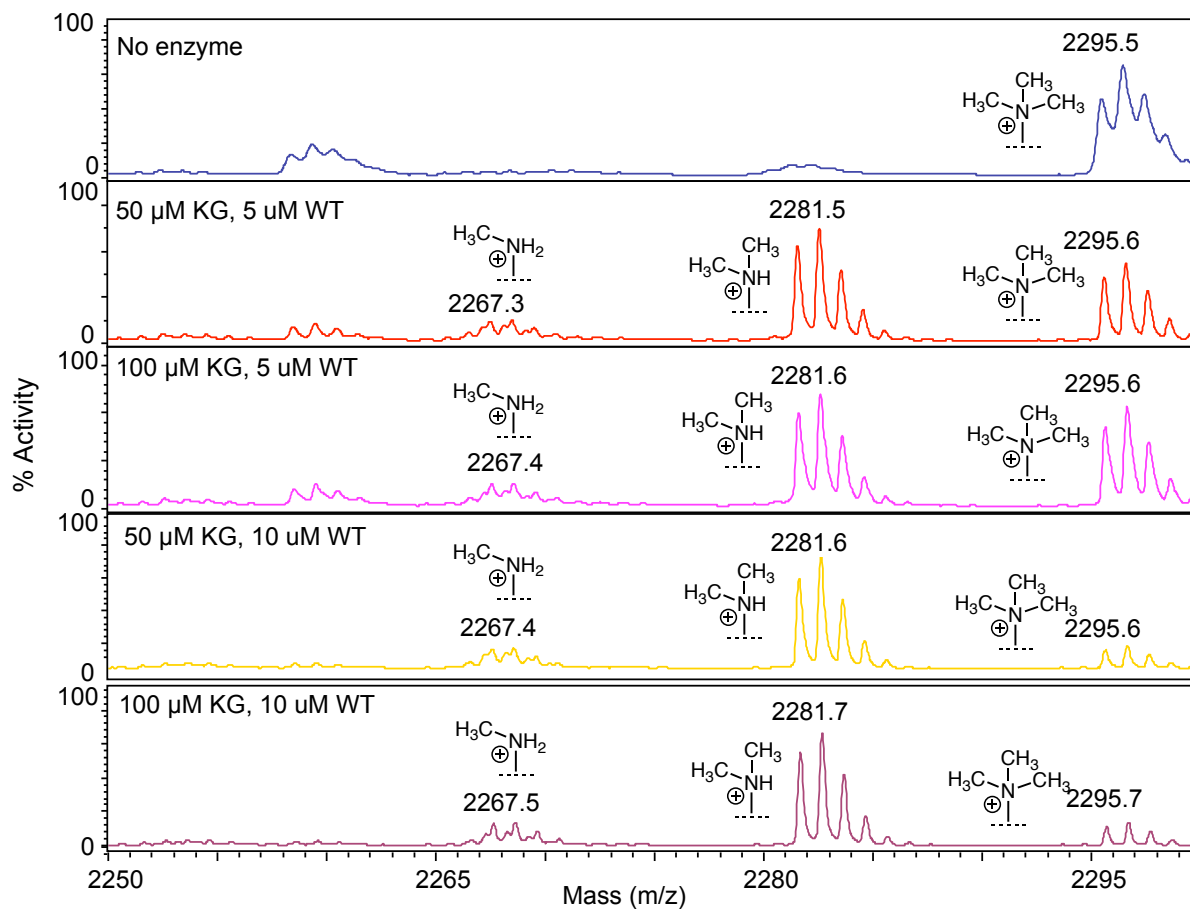 100
No enzyme
2295.5
CH3
H3C N CH3
+
0
100
50 µM KG, 5 uM WT
2281.5
2295.6
H3C NH2
+
CH3
H3C NH
+
CH3
H3C N CH3
+
2267.3
0
100
100 µM KG, 5 uM WT
2281.6
2295.6
H3C NH2
+
CH3
H3C NH
+
CH3
H3C N CH3
+
2267.4
0
% Activity
100
50 µM KG, 10 uM WT
2281.6
H3C NH2
+
CH3
H3C NH
+
CH3
H3C N CH3
+
2267.4
2295.6
0
100
100 µM KG, 10 uM WT
2281.7
H3C NH2
+
CH3
H3C NH
+
CH3
H3C N CH3
+
2267.5
2295.7
0
2250 2265 2280 2295
Mass (m/z)